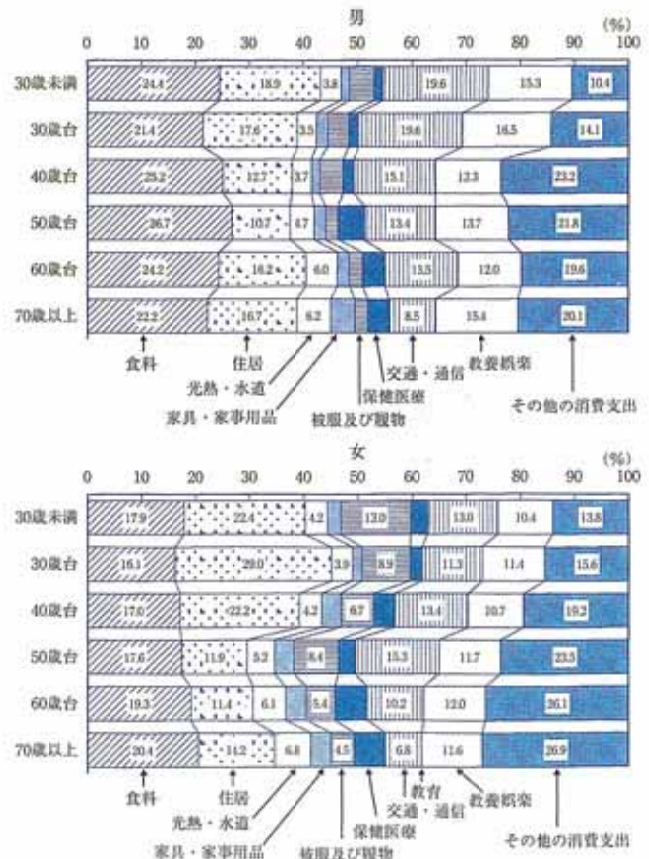 男
(%)
0 10 20 30 40 50 60 70 80 90 100
30歳未満 24.4 18.9 3.8 19.6 15.3 10.4
30歳台 21.4 17.6 3.5 19.6 16.5 14.1
40歳台 25.2 12.7 3.7 15.1 12.3 23.2
50歳台 26.7 10.7 4.7 13.4 13.7 21.8
60歳台 24.2 16.2 6.0 13.5 12.0 19.6
70歳以上 22.2 16.7 6.2 8.5 15.4 20.1
食料 住居 交通・通信 教養娯楽
光熱・水道 保健医療
家具・家事用品 被服及び履物 その他の消費支出
女
(%)
0 10 20 30 40 50 60 70 80 90 100
30歳未満 17.9 22.4 4.2 13.0 13.0 10.4 13.8
30歳台 16.1 29.0 3.9 8.9 11.3 11.4 15.6
40歳台 17.0 22.2 4.2 6.7 13.4 10.7 19.2
50歳台 17.6 11.9 5.2 8.4 15.3 11.7 23.5
60歳台 19.3 11.4 6.1 5.4 10.2 12.0 26.1
70歳以上 20.4 14.2 6.8 4.5 6.8 11.6 26.9
食料 住居 教育 教養娯楽
光熱・水道 交通・通信
保健医療
家具・家事用品 被服及び履物 その他の消費支出